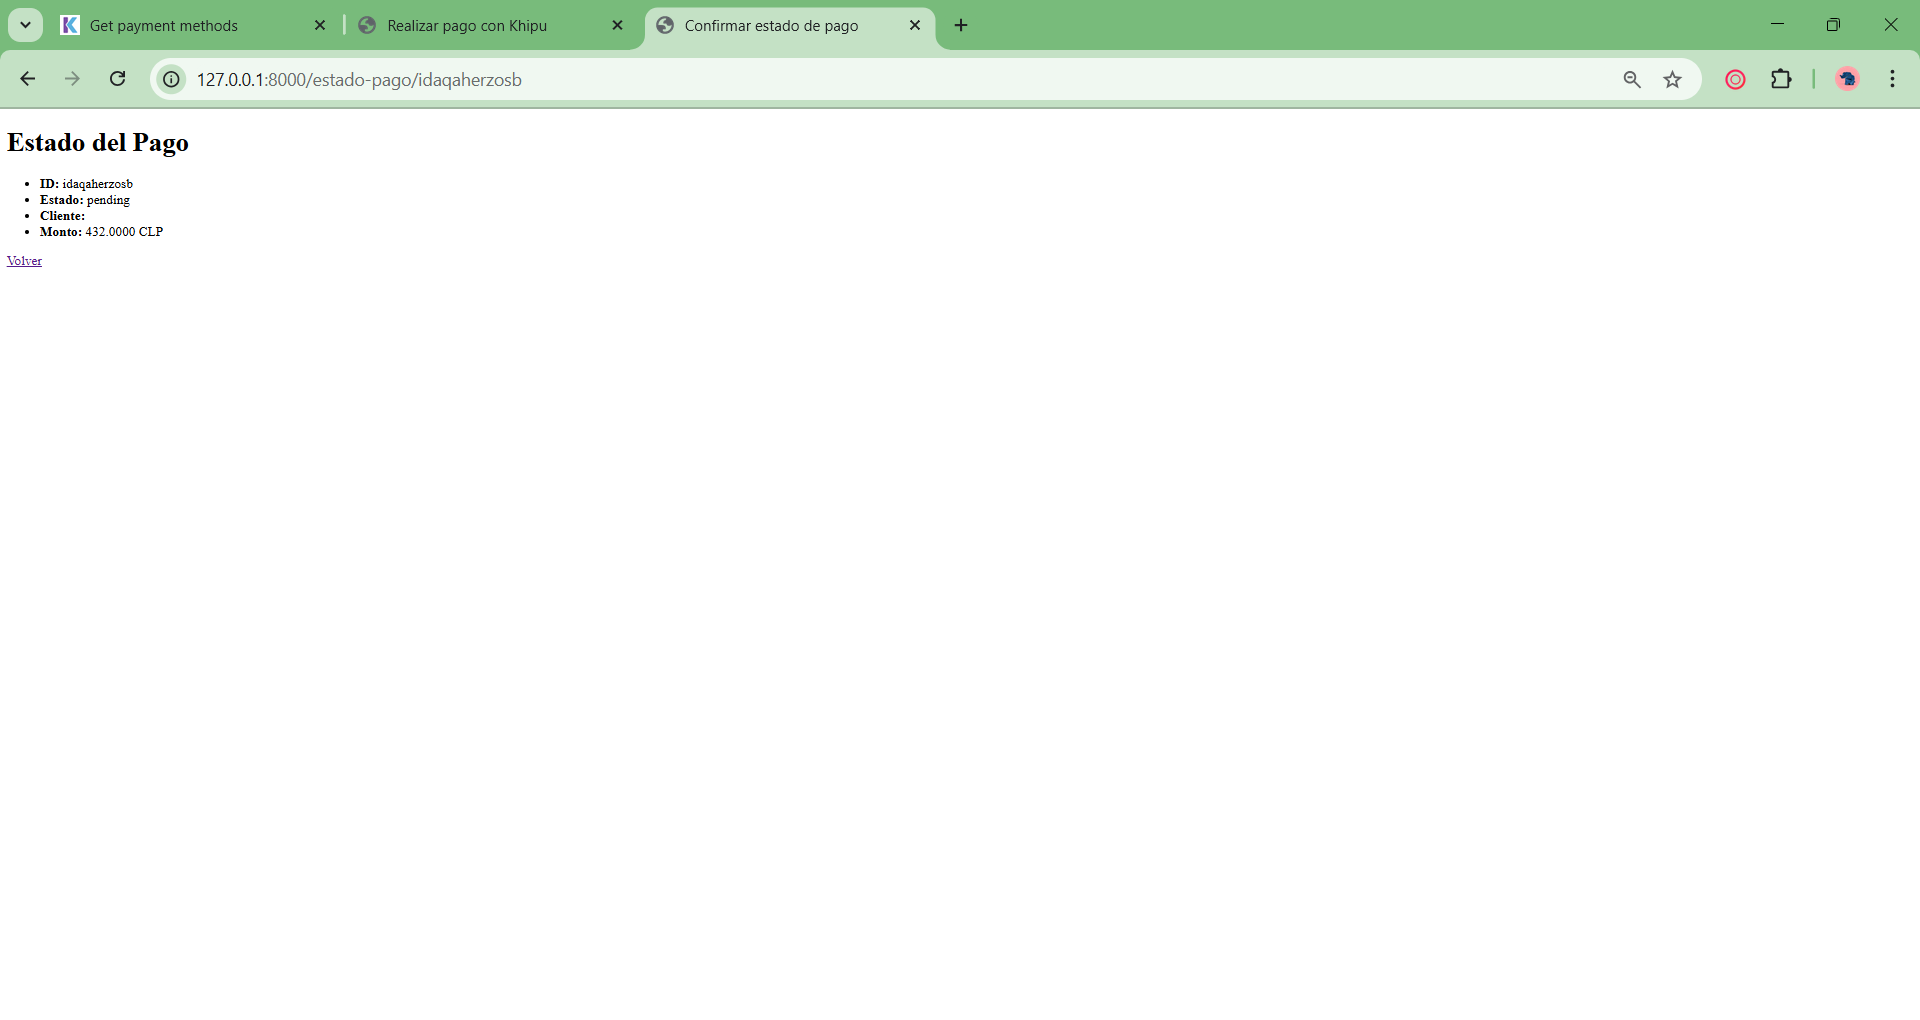 Get payment methods
Realizar pago con Khipu
Confirmar estado de pago
127.0.0.1:8000/estado-pago/idaqaherzosb
Estado del Pago
ID: idaqaherzosb
Estado: pending
Cliente:
Monto: 432.0000 CLP
Volver